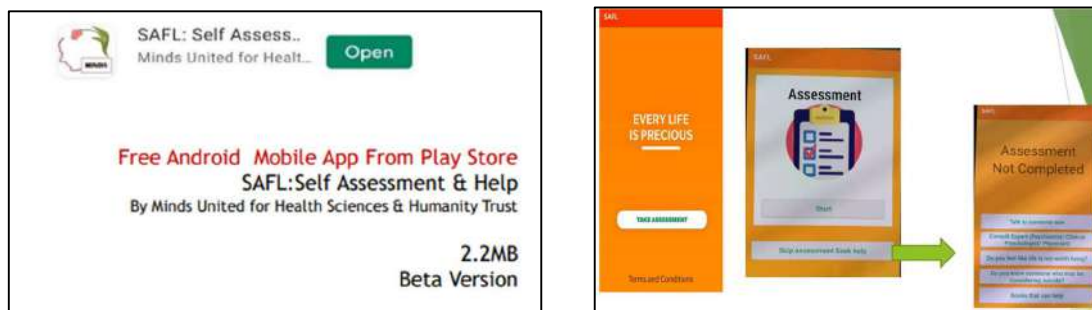 SAFL: Self Assess..
Minds United for Healt...
Open
MINDS
Free Android Mobile App From Play Store
SAFL:Self Assessment & Help
By Minds United for Health Sciences & Humanity Trust
2.2MB
Beta Version
SAFL
EVERY LIFE
IS PRECIOUS
TAKE ASSESSMENT
Terms and Conditions
SAFL
Assessment
Start
Skip assessment Seek help
SAFL
Assessment
Not Completed
Talk to someone now
Consult Expert (Psychiatrist/ Clinical
Psychologist/ Physician)
Do you feel like life is not worth living?
Do you know someone who may be
considering suicide?
Books that can help